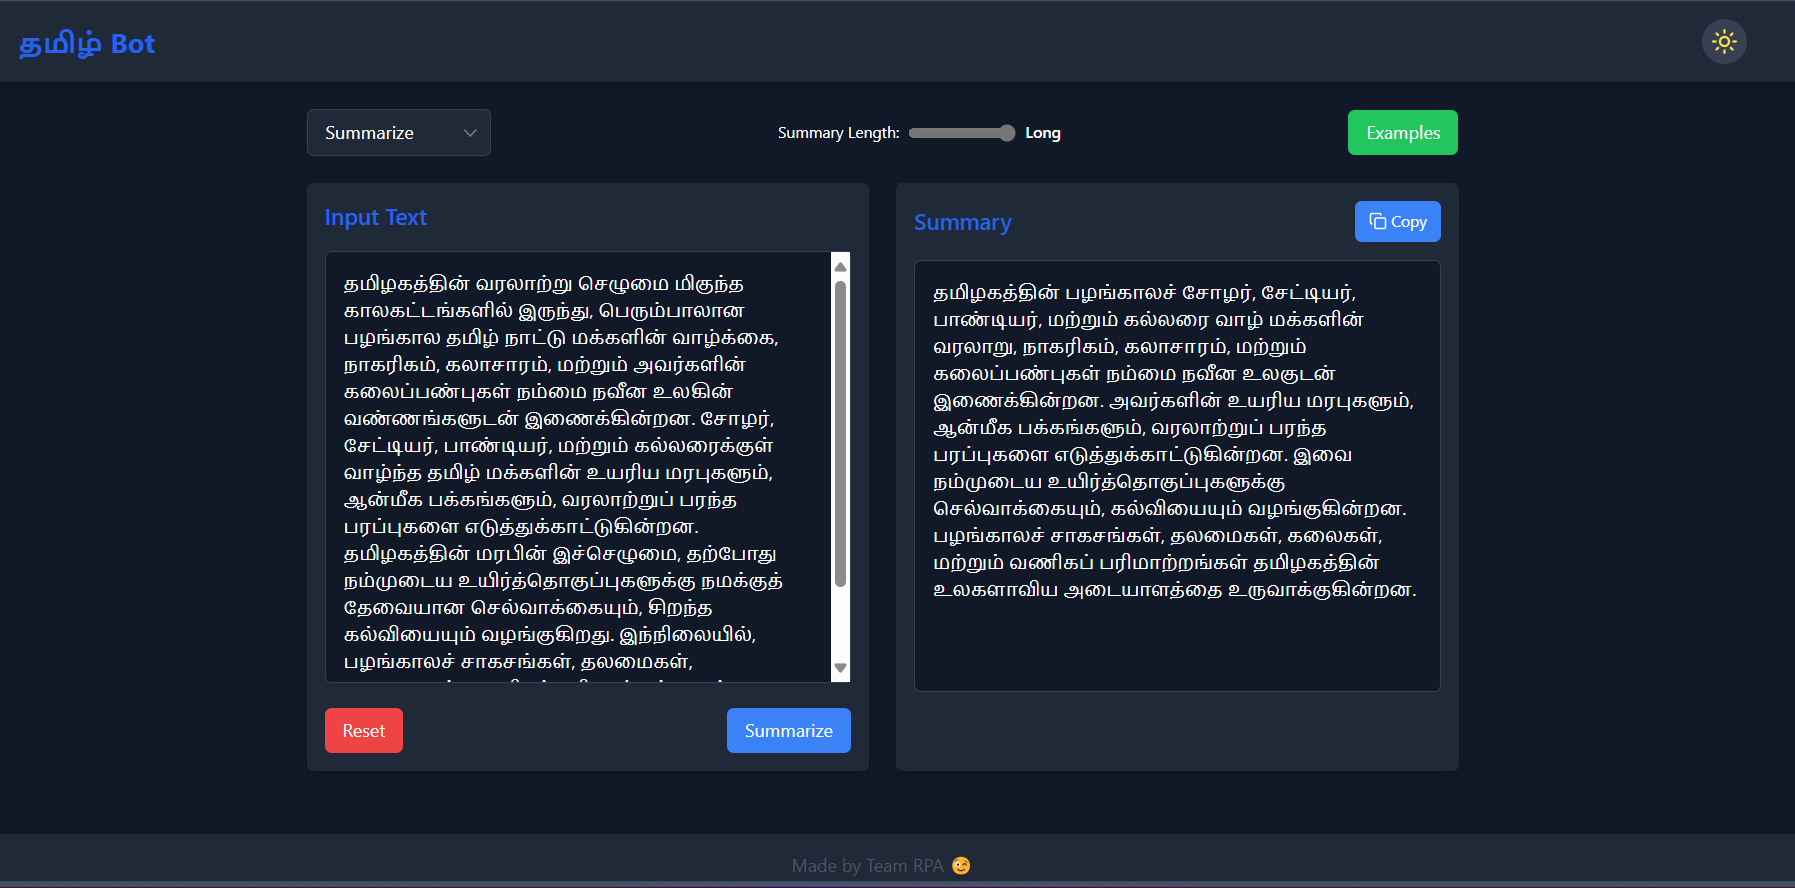 தமிழ் Bot
Summarize
Summary Length:
Long
Examples
Input Text
தமிழகத்தின் வரலாற்று செழுமை மிகுந்த
காலகட்டங்களில் இருந்து, பெரும்பாலான
பழங்கால தமிழ் நாட்டு மக்களின் வாழ்க்கை,
நாகரிகம், கலாசாரம், மற்றும் அவர்களின்
கலைப்பண்புகள் நம்மை நவீன உலகின்
வண்ணங்களுடன் இணைக்கின்றன. சோழர்,
சேட்டியர், பாண்டியர், மற்றும் கல்லரைக்குள்
வாழ்ந்த தமிழ் மக்களின் உயரிய மரபுகளும்,
ஆன்மீக பக்கங்களும், வரலாற்றுப் பரந்த
பரப்புகளை எடுத்துக்காட்டுகின்றன.
தமிழகத்தின் மரபின் இச்செழுமை, தற்போது
நம்முடைய உயிர்த்தொகுப்புகளுக்கு நமக்குத்
தேவையான செல்வாக்கையும், சிறந்த
கல்வியையும் வழங்குகிறது. இந்நிலையில்,
பழங்காலச் சாகசங்கள், தலமைகள்,
Reset
Summarize
Summary
Copy
தமிழகத்தின் பழங்காலச் சோழர், சேட்டியர்,
பாண்டியர், மற்றும் கல்லரை வாழ் மக்களின்
வரலாறு, நாகரிகம், கலாசாரம், மற்றும்
கலைப்பண்புகள் நம்மை நவீன உலகுடன்
இணைக்கின்றன. அவர்களின் உயரிய மரபுகளும்,
ஆன்மீக பக்கங்களும், வரலாற்றுப் பரந்த
பரப்புகளை எடுத்துக்காட்டுகின்றன. இவை
நம்முடைய உயிர்த்தொகுப்புகளுக்கு
செல்வாக்கையும், கல்வியையும் வழங்குகின்றன.
பழங்காலச் சாகசங்கள், தலமைகள், கலைகள்,
மற்றும் வணிகப் பரிமாற்றங்கள் தமிழகத்தின்
உலகளாவிய அடையாளத்தை உருவாக்குகின்றன.
Made by Team RPA 😉